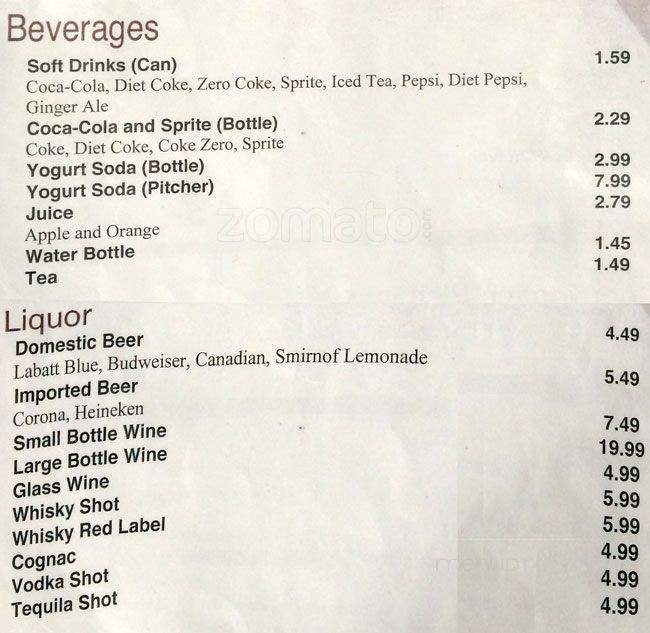 Beverages
Soft Drinks (Can) 1.59
Coca-Cola, Diet Coke, Zero Coke, Sprite, Iced Tea, Pepsi, Diet Pepsi,
Ginger Ale
Coca-Cola and Sprite (Bottle) 2.29
Coke, Diet Coke, Coke Zero, Sprite
Yogurt Soda (Bottle) 2.99
Yogurt Soda (Pitcher) 7.99
Juice 2.79
Apple and Orange
zomato.com
Water Bottle 1.45
Tea 1.49
Liquor
Domestic Beer 4.49
Labatt Blue, Budweiser, Canadian, Smirnof Lemonade
Imported Beer 5.49
Corona, Heineken
Small Bottle Wine 7.49
Large Bottle Wine 19.99
Glass Wine 4.99
Whisky Shot 5.99
Whisky Red Label 5.99
Cognac 4.99
Vodka Shot 4.99
Tequila Shot 4.99